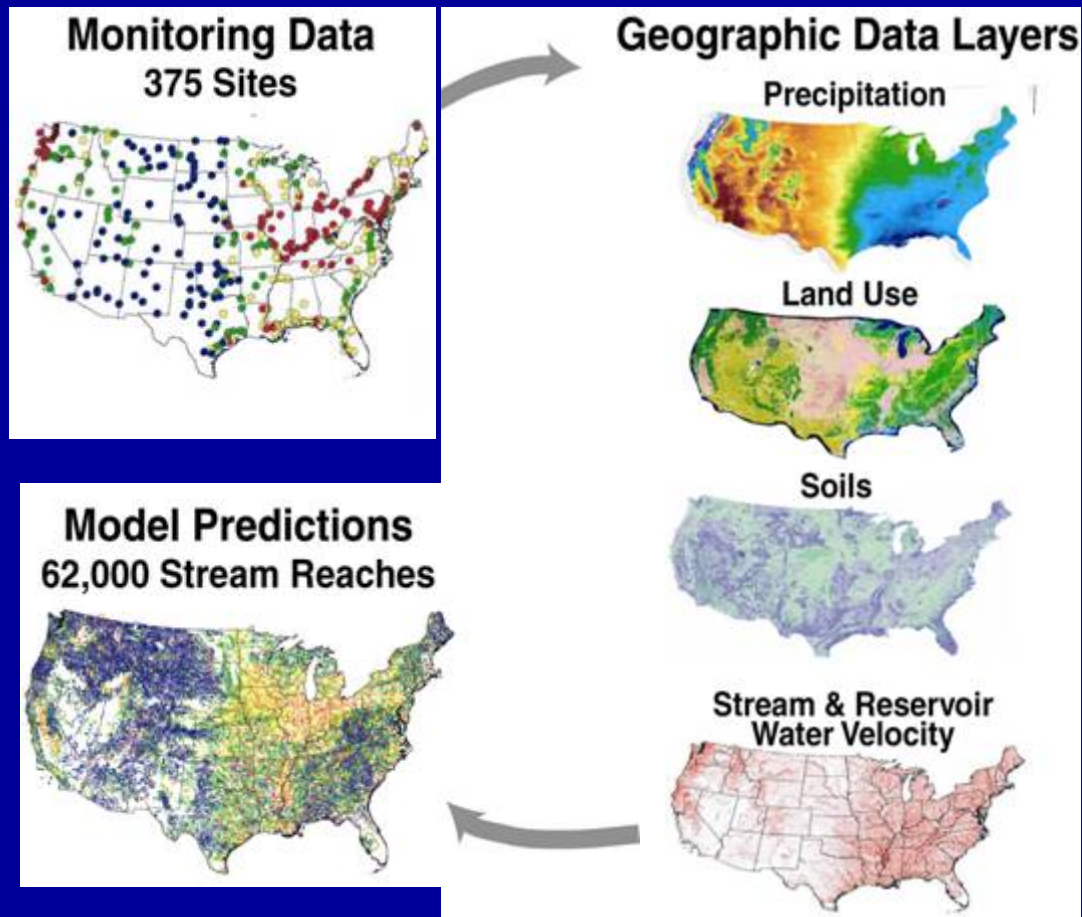 Monitoring Data
375 Sites
Geographic Data Layers
Precipitation
Land Use
Soils
Stream & Reservoir
Water Velocity
Model Predictions
62,000 Stream Reaches